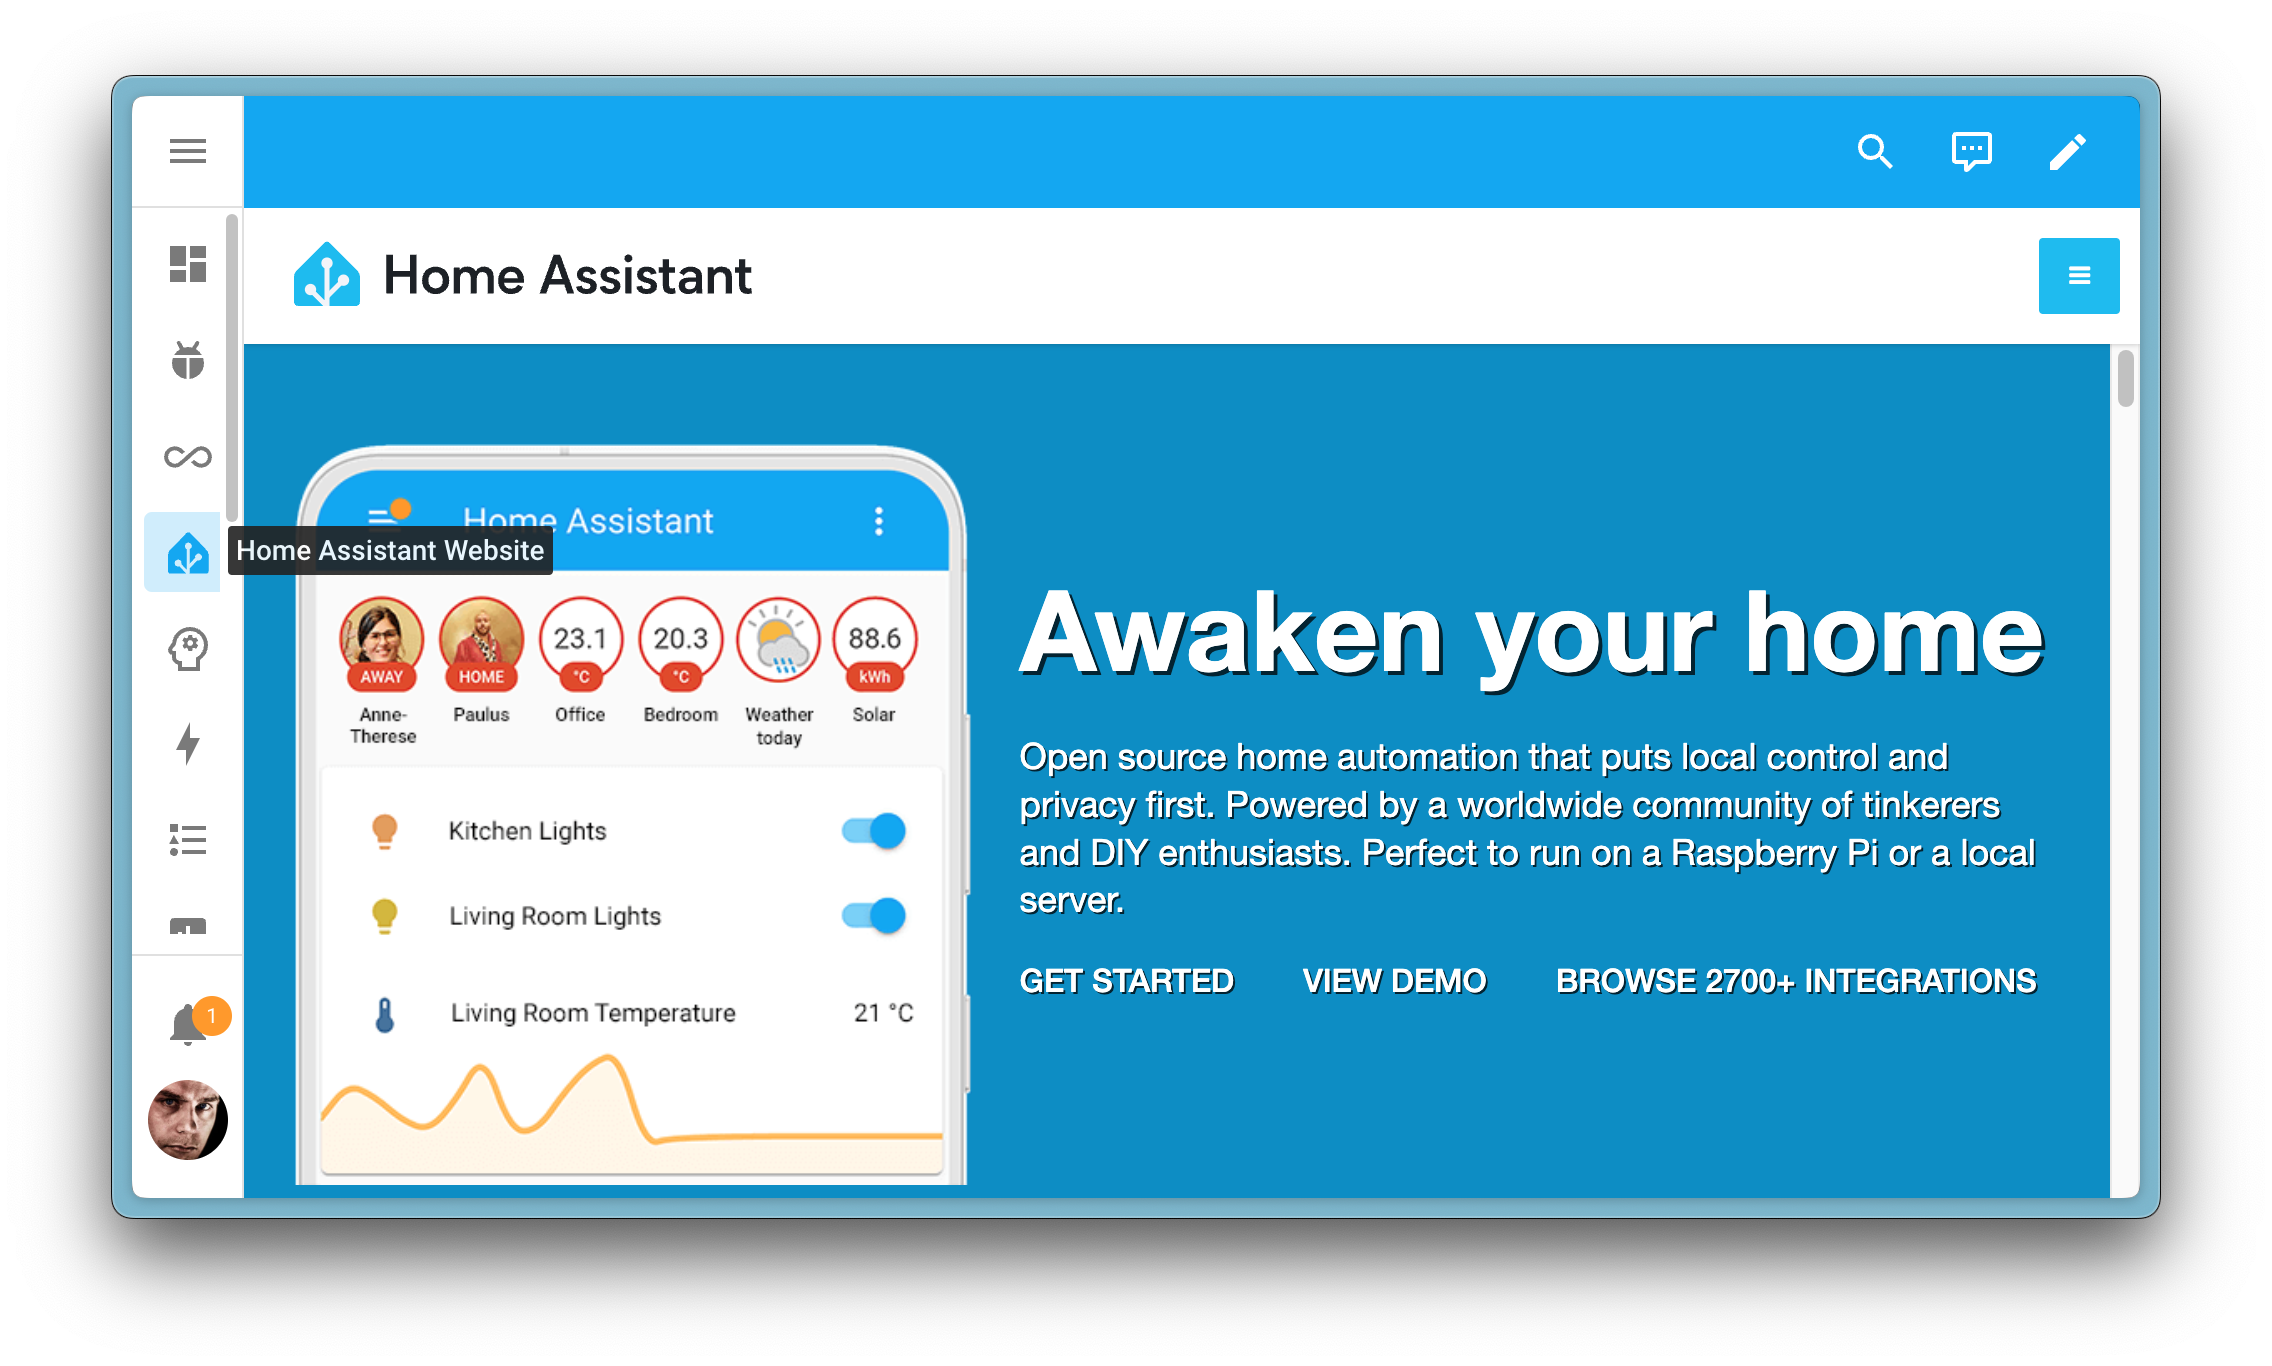 Home Assistant
Home Assistant Website
Home Assistant
AWAY
HOME
23.1
°C
20.3
°C
88.6
kWh
Anne-
Therese
Paulus
Office
Bedroom
Weather
today
Solar
Kitchen Lights
Living Room Lights
Living Room Temperature 21 °C
Awaken your home
Open source home automation that puts local control and
privacy first. Powered by a worldwide community of tinkerers
and DIY enthusiasts. Perfect to run on a Raspberry Pi or a local
server.
GET STARTED VIEW DEMO BROWSE 2700+ INTEGRATIONS
1